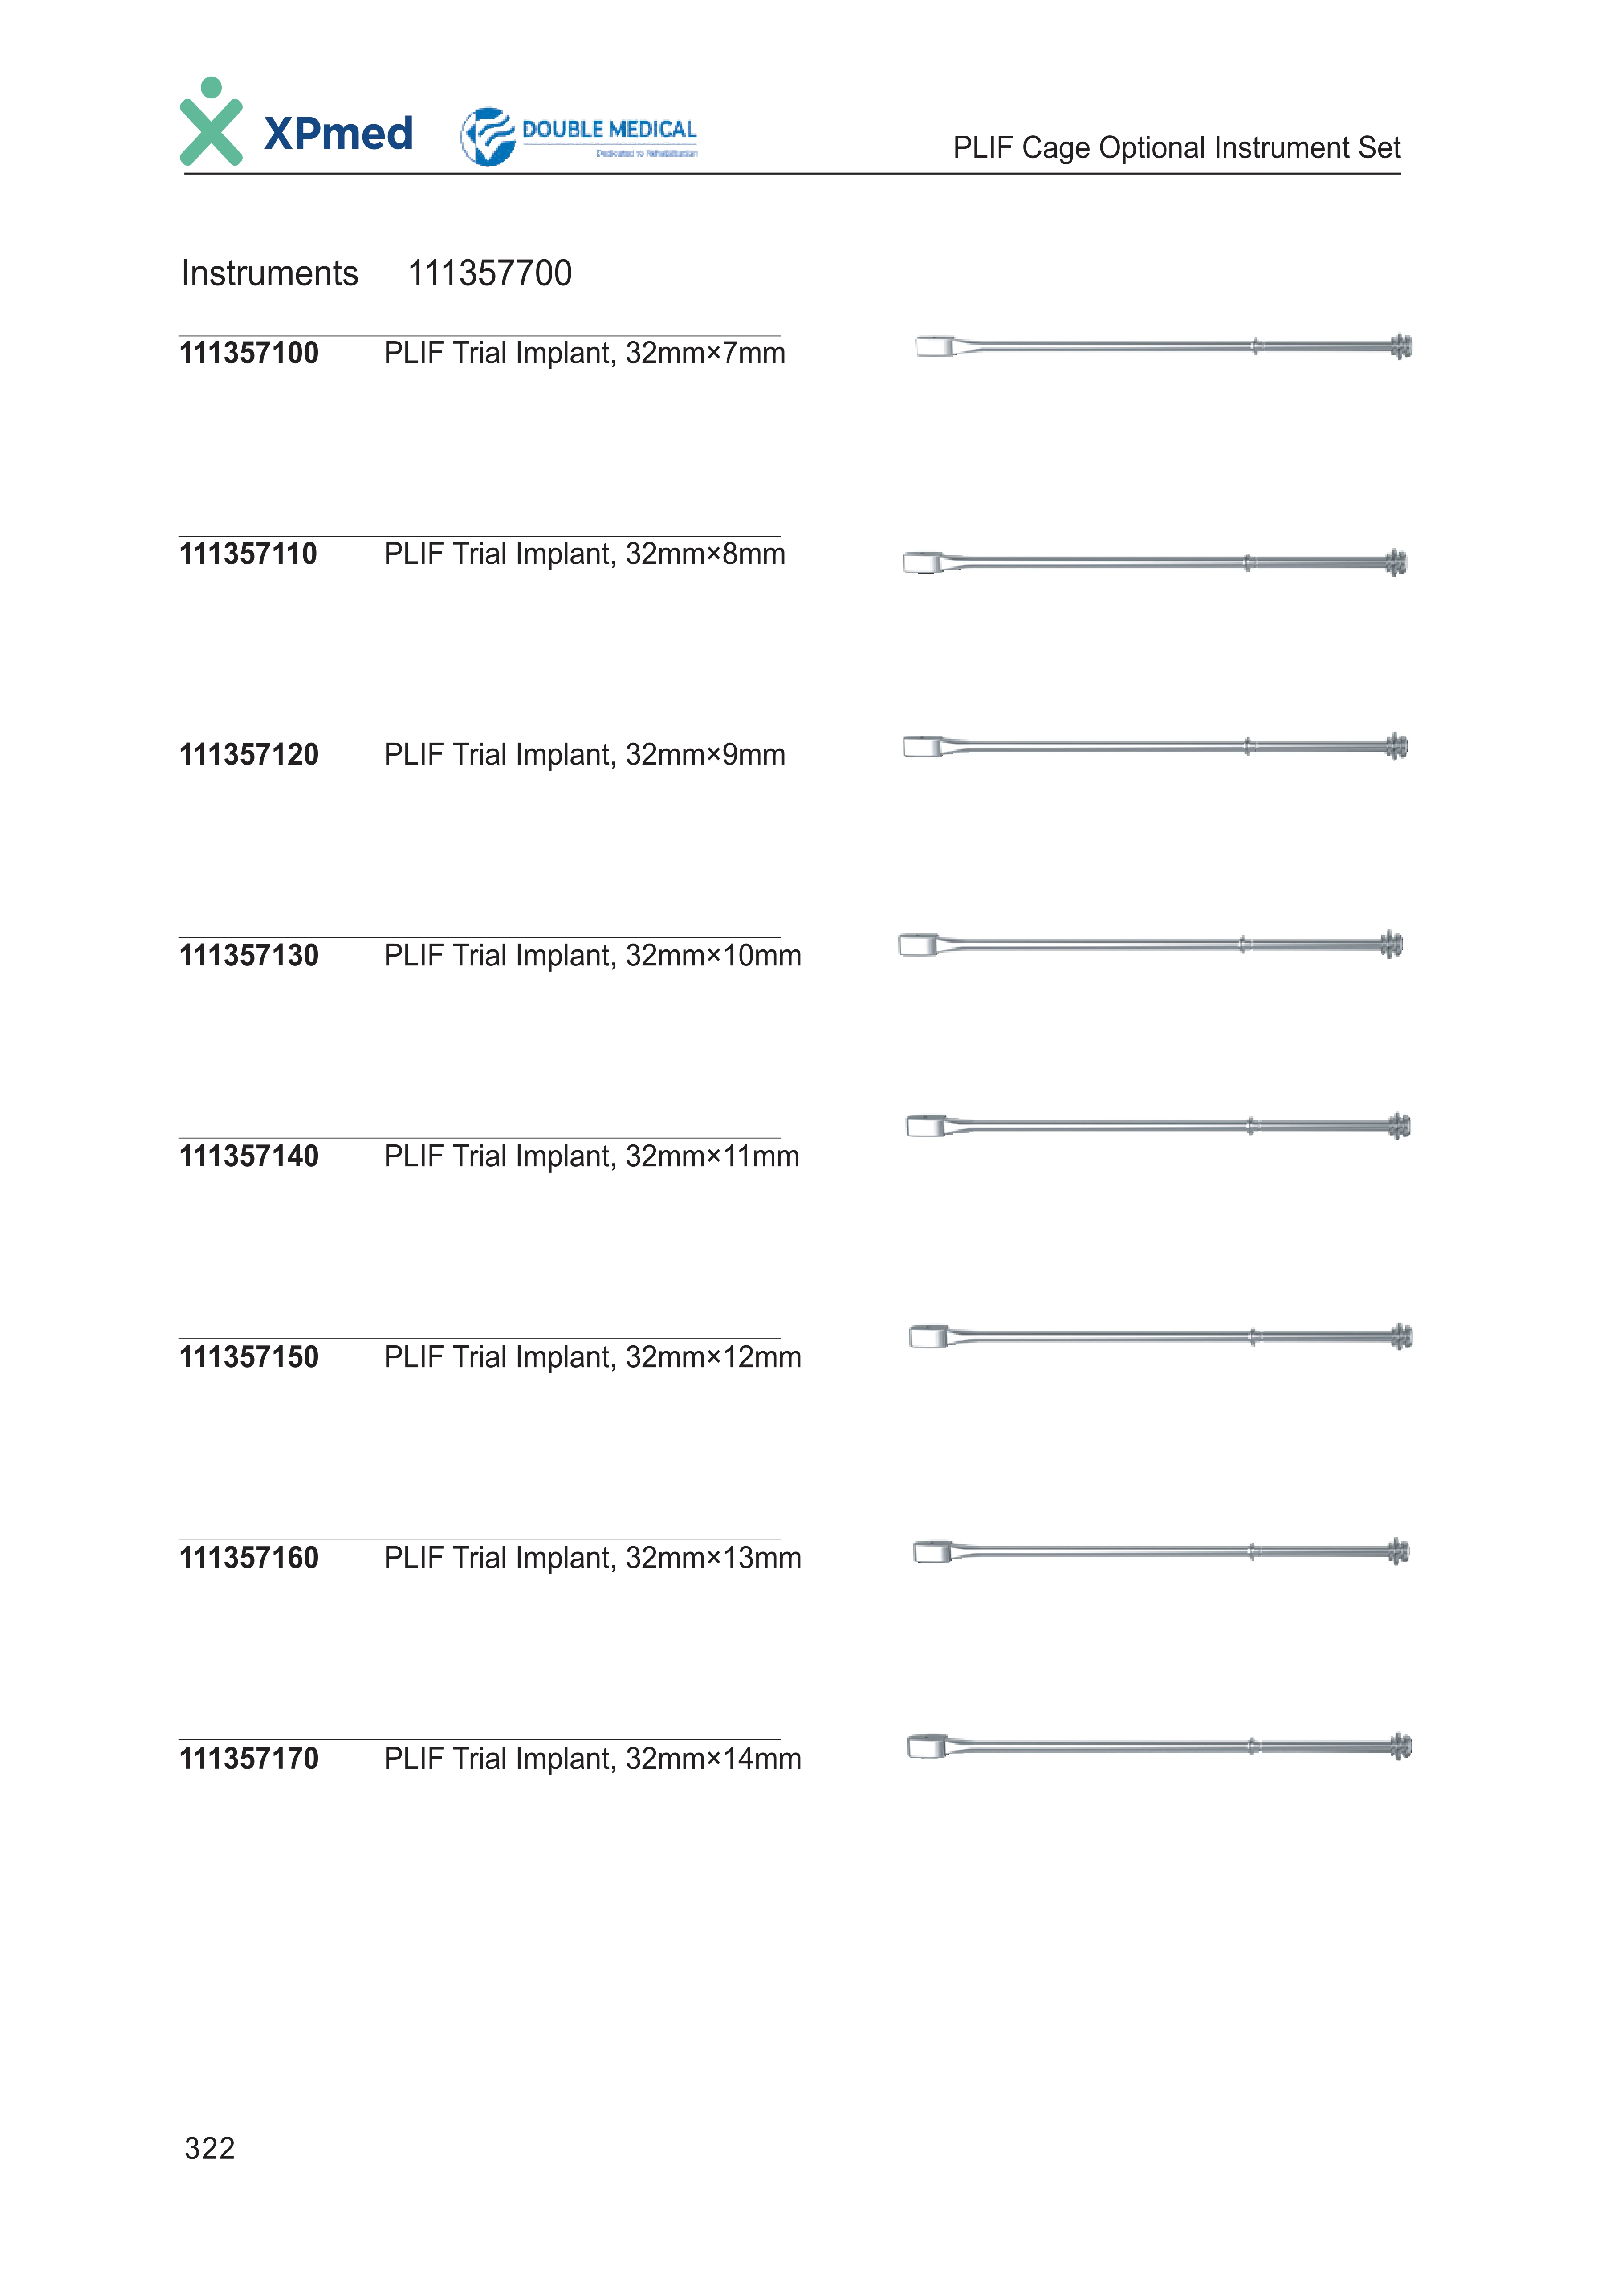 XPmed
DOUBLE MEDICAL
Dedicated to Rehabilitation
PLIF Cage Optional Instrument Set
Instruments 111357700
111357100 PLIF Trial Implant, 32mm×7mm
111357110 PLIF Trial Implant, 32mm×8mm
111357120 PLIF Trial Implant, 32mm×9mm
111357130 PLIF Trial Implant, 32mm×10mm
111357140 PLIF Trial Implant, 32mm×11mm
111357150 PLIF Trial Implant, 32mm×12mm
111357160 PLIF Trial Implant, 32mm×13mm
111357170 PLIF Trial Implant, 32mm×14mm
322